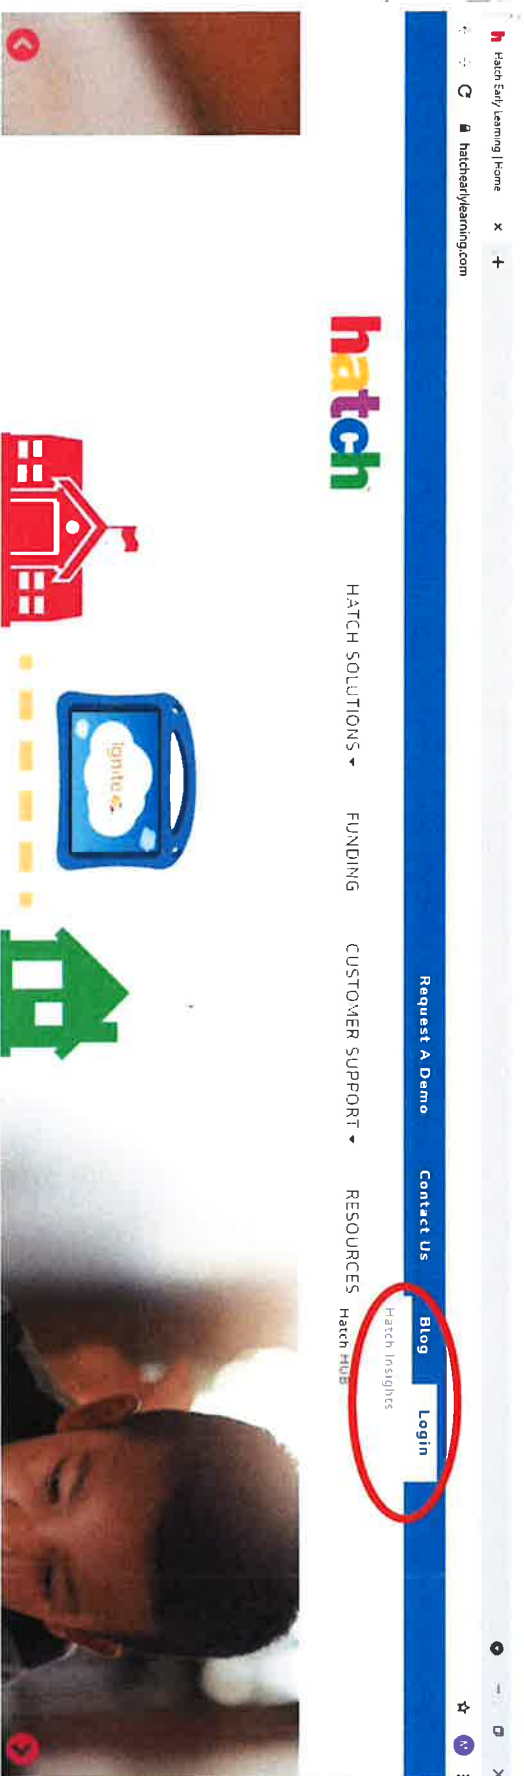 Hatch Early Learning | Home
hatchearlylearning.com
Request A Demo Contact Us Blog Login
hatch
HATCH SOLUTIONS FUNDING CUSTOMER SUPPORT RESOURCES
Hatch Insights
Hatch HUB
ignite